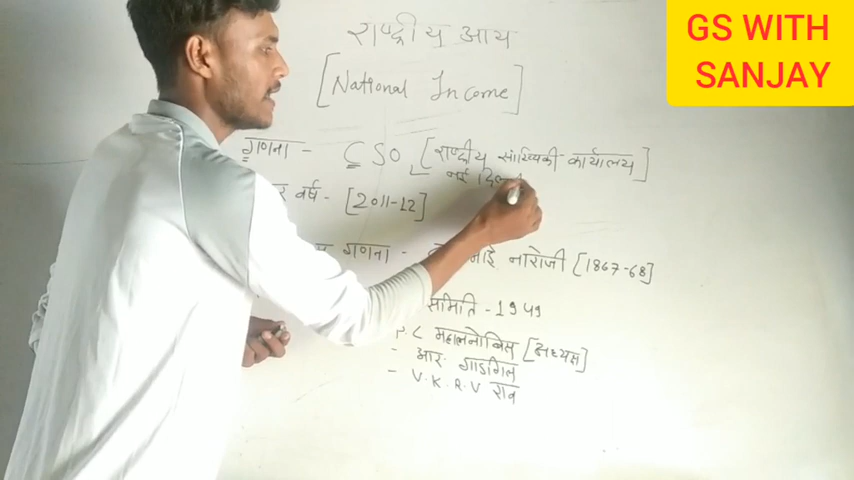 GS WITH
SANJAY
राष्ट्रीय आय
[National Income]
गणना - CSO [राष्ट्रीय सांख्यिकी कार्यालय]
नई दिल्
वर्ष - [2011-12]
गणना - नारोजी [1867-68]
समिति - 1949
P.C महालनोबिस [अध्यक्ष]
- आर. गाडगिल
- V.K.R.V राव